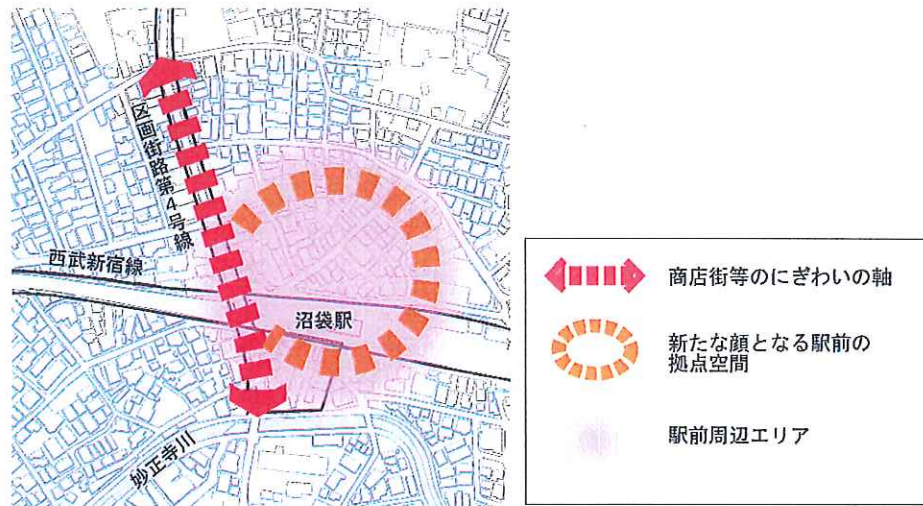 区画街路第4号線
西武新宿線
沼袋駅
妙正寺川
商店街等のにぎわいの軸
新たな顔となる駅前の
拠点空間
駅前周辺エリア